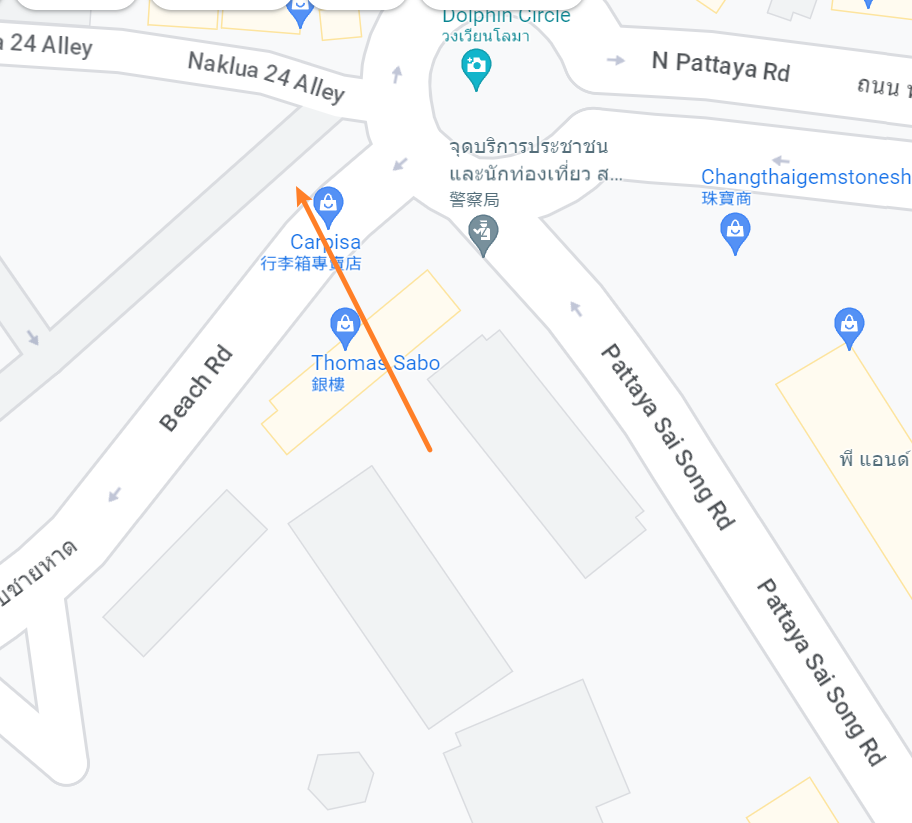 Dolphin Circle
วงเวียนโลมา
24 Alley
Naklua 24 Alley
N Pattaya Rd
ถนน
จุดบริการประชาชน
และนักท่องเที่ยว ส...
警察局
Changthaigemstonesh
珠寶商
Carpisa
行李箱專賣店
Thomas Sabo
銀樓
Beach Rd
Pattaya Sai Song Rd
พี แอนด์
บชายหาด
Pattaya Sai Song Rd